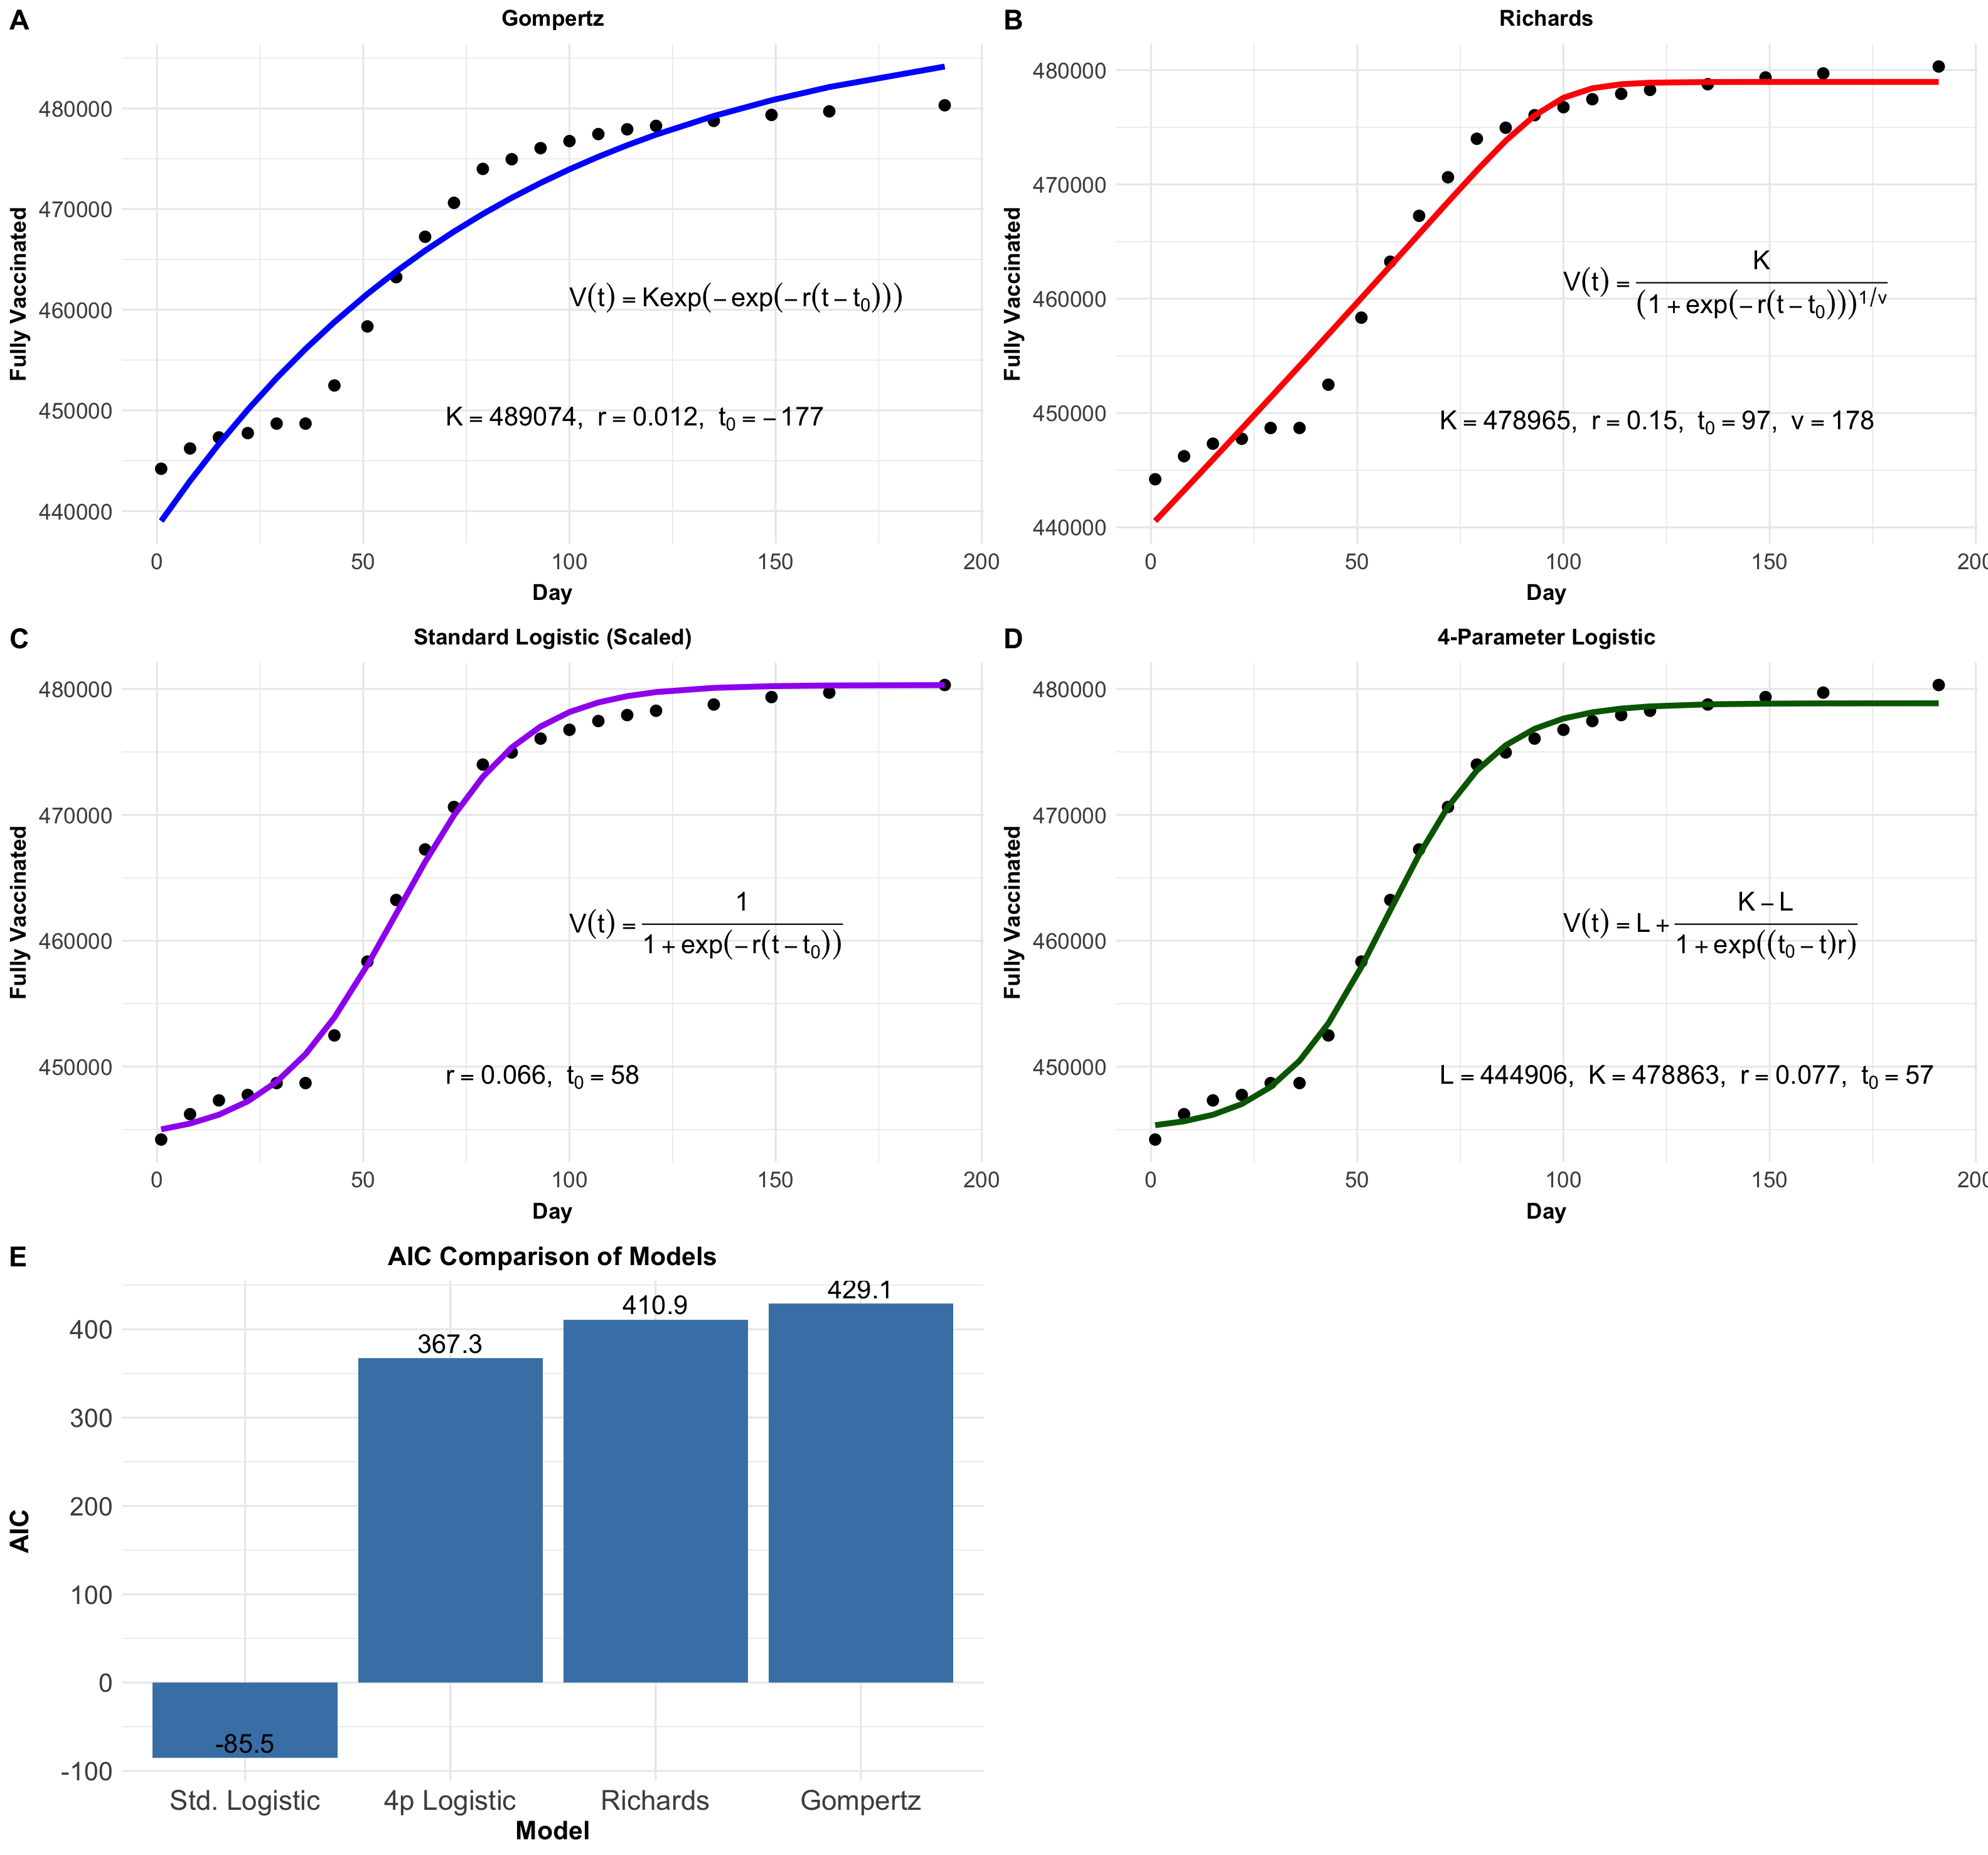 A
Gompertz
Fully Vaccinated
480000
470000
460000
450000
440000
V(t) = Kexp(−exp(−r(t−t₀)))
K = 489074, r = 0.012, t₀ = −177
0 50 100 150 200
Day
B
Richards
Fully Vaccinated
480000
470000
460000
450000
440000
V(t) = K / (1 + exp(−r(t−t₀)))^1/v
K = 478965, r = 0.15, t₀ = 97, v = 178
0 50 100 150 200
Day
C
Standard Logistic (Scaled)
Fully Vaccinated
480000
470000
460000
450000
V(t) = 1 / 1 + exp(−r(t−t₀))
r = 0.066, t₀ = 58
0 50 100 150 200
Day
D
4-Parameter Logistic
Fully Vaccinated
480000
470000
460000
450000
V(t) = L + K − L / 1 + exp((t₀−t)r)
L = 444906, K = 478863, r = 0.077, t₀ = 57
0 50 100 150 200
Day
E
AIC Comparison of Models
AIC
400
300
200
100
0
-100
-85.5
367.3
410.9
429.1
Std. Logistic 4p Logistic Richards Gompertz
Model